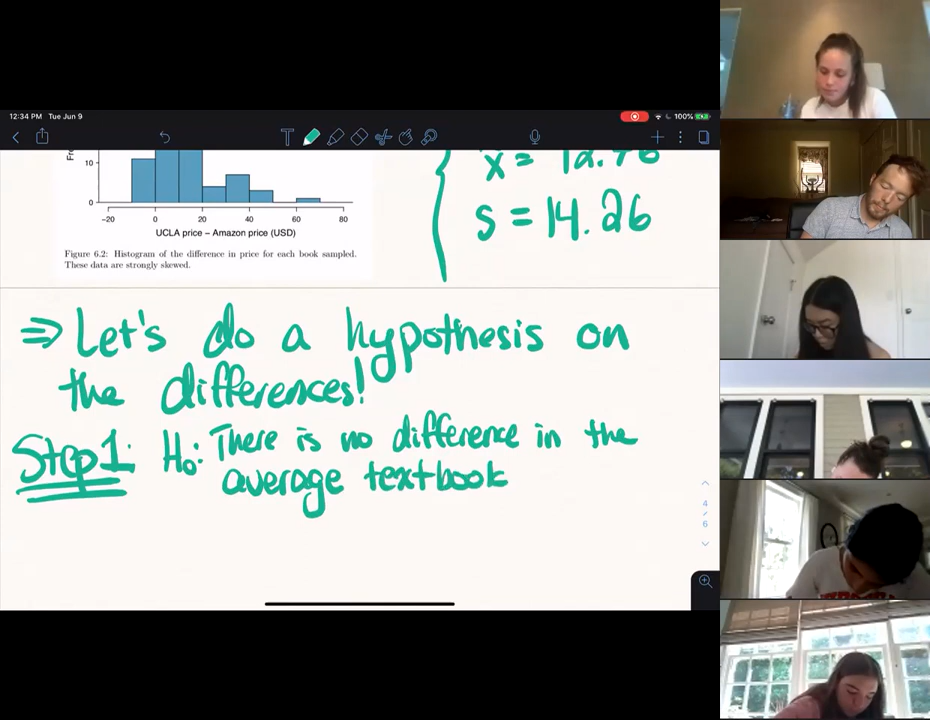 12:34 PM Tue Jun 9
100%
T
10
x̄ = 12.76
0
s = 14.26
-20 0 20 40 60 80
UCLA price − Amazon price (USD)
Figure 6.2: Histogram of the difference in price for each book sampled.
These data are strongly skewed.
⇒ Let's do a hypothesis on
the differences!
Step 1: H₀: There is no difference in the
average textbook
4
/
6